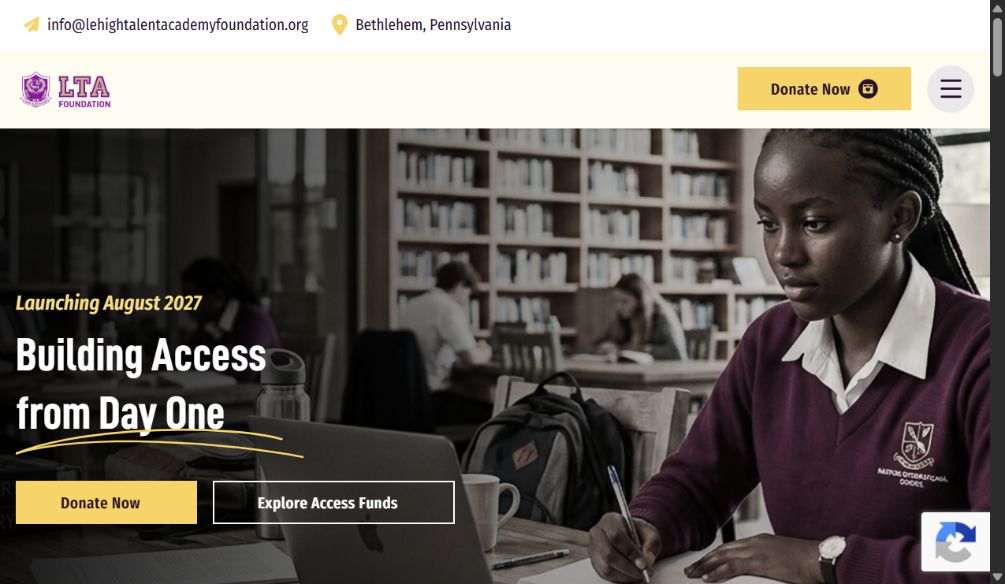 info@lehightalentacademyfoundation.org
Bethlehem, Pennsylvania
LTA
FOUNDATION
Donate Now
Launching August 2027
Building Access
from Day One
Donate Now
Explore Access Funds